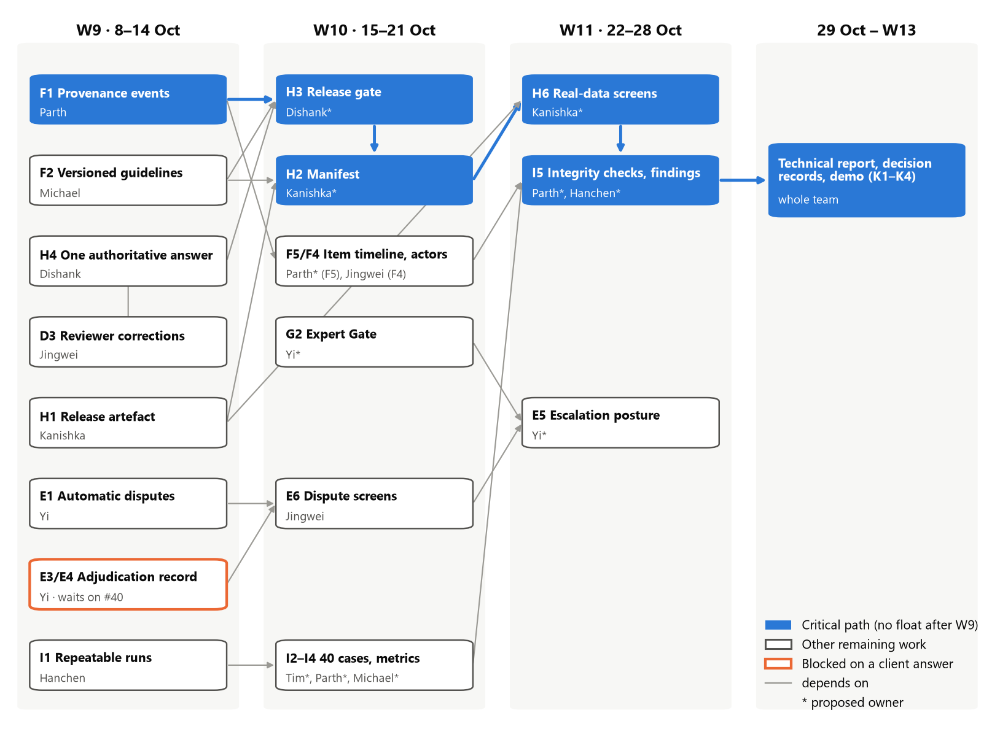 W9 · 8–14 Oct
F1 Provenance events
Parth
F2 Versioned guidelines
Michael
H4 One authoritative answer
Dishank
D3 Reviewer corrections
Jingwei
H1 Release artefact
Kanishka
E1 Automatic disputes
Yi
E3/E4 Adjudication record
Yi · waits on #40
I1 Repeatable runs
Hanchen
W10 · 15–21 Oct
H3 Release gate
Dishank*
H2 Manifest
Kanishka*
F5/F4 Item timeline, actors
Parth* (F5), Jingwei (F4)
G2 Expert Gate
Yi*
E6 Dispute screens
Jingwei
I2–I4 40 cases, metrics
Tim*, Parth*, Michael*
W11 · 22–28 Oct
H6 Real-data screens
Kanishka*
I5 Integrity checks, findings
Parth*, Hanchen*
E5 Escalation posture
Yi*
29 Oct – W13
Technical report, decision
records, demo (K1–K4)
whole team
Critical path (no float after W9)
Other remaining work
Blocked on a client answer
depends on
* proposed owner